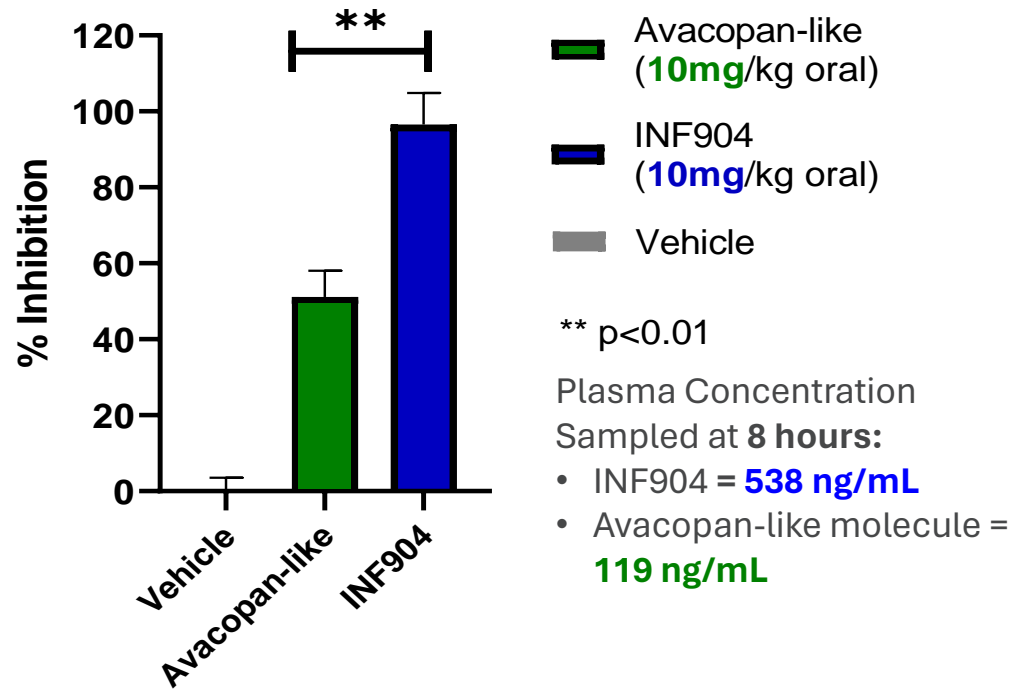 120
100
80
60
40
20
0
% Inhibition
**
Vehicle
Avacopan-like
INF904
Avacopan-like
(10mg/kg oral)
INF904
(10mg/kg oral)
Vehicle
** p<0.01
Plasma Concentration
Sampled at 8 hours:
• INF904 = 538 ng/mL
• Avacopan-like molecule =
119 ng/mL